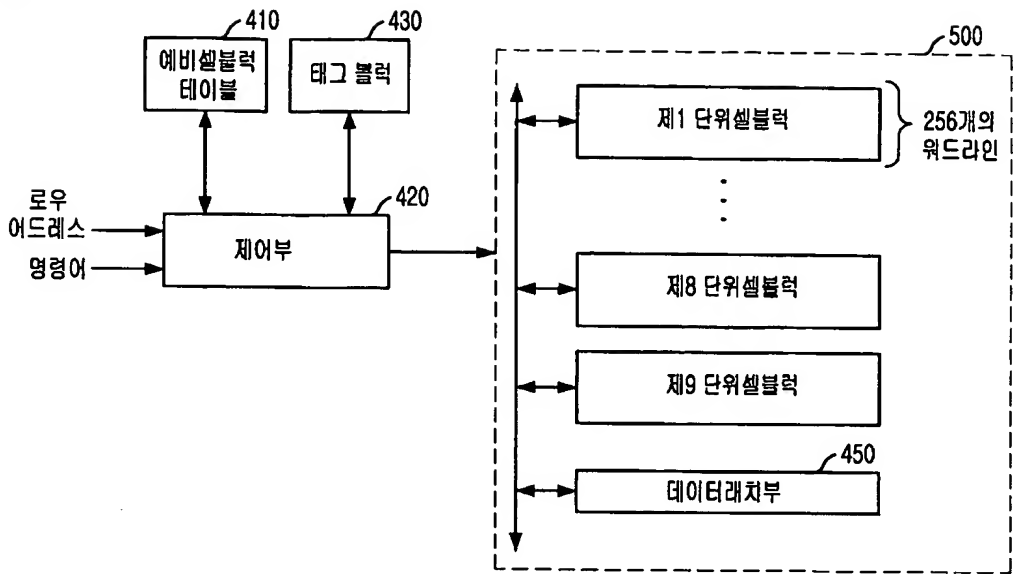 410
430
500
예비셀블럭
테이블
태그 블럭
제1 단위셀블럭
256개의
워드라인
420
로우
어드레스
명령어
제어부
제8 단위셀블럭
제9 단위셀블럭
450
데이터래치부